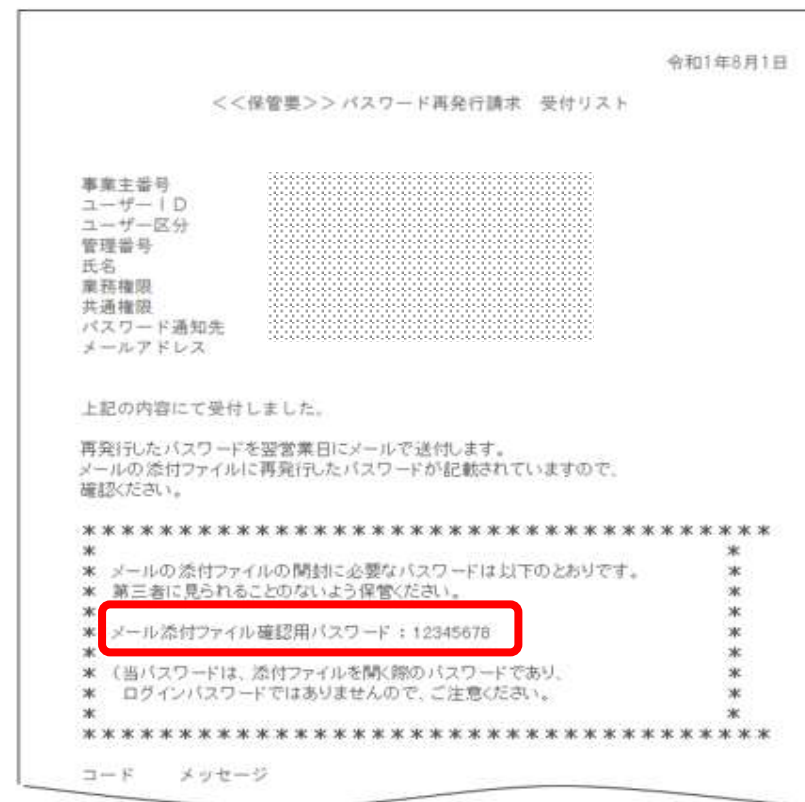 令和1年8月1日
<<保管要>> パスワード再発行請求　受付リスト
事業主番号
ユーザーＩＤ
ユーザー区分
管理番号
氏名
業務権限
共通権限
パスワード通知先
メールアドレス
上記の内容にて受付しました。
再発行したパスワードを翌営業日にメールで送付します。
メールの添付ファイルに再発行したパスワードが記載されていますので、
確認ください。
＊＊＊＊＊＊＊＊＊＊＊＊＊＊＊＊＊＊＊＊＊＊＊＊＊＊＊＊＊＊＊＊＊＊＊＊
＊　＊
＊ メールの添付ファイルの開封に必要なパスワードは以下のとおりです。 ＊
＊ 第三者に見られることのないよう保管ください。 ＊
＊　＊
＊ メール添付ファイル確認用パスワード：12345678 ＊
＊　＊
＊ （当パスワードは、添付ファイルを開く際のパスワードであり、 ＊
＊ ログインパスワードではありませんので、ご注意ください。 ＊
＊　＊
＊＊＊＊＊＊＊＊＊＊＊＊＊＊＊＊＊＊＊＊＊＊＊＊＊＊＊＊＊＊＊＊＊＊＊＊
コード　メッセージ